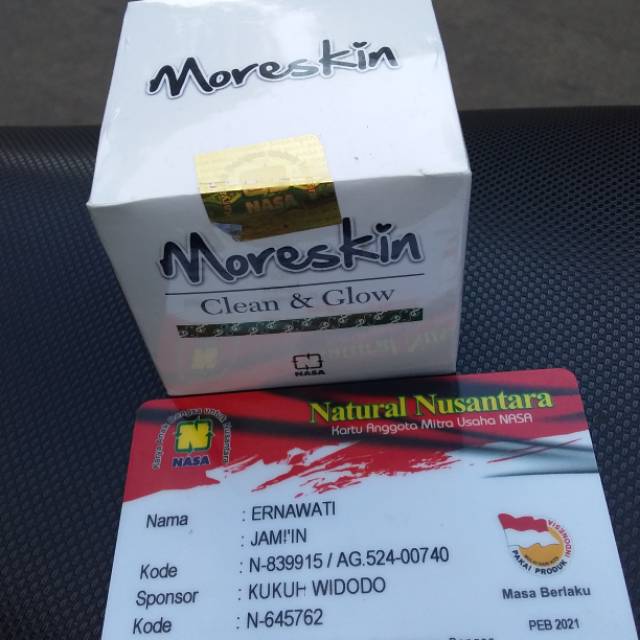 Moreskin
NASA
Moreskin
Clean & Glow
NASA
Natural Nusantara
Kartu Anggota Mitra Usaha NASA
NASA
Nama : ERNAWATI
: JAMI'IN
Kode : N-839915 / AG.524-00740
Sponsor : KUKUH WIDODO
Kode : N-645762
INDONESIA
PAKAI PRODUK
Masa Berlaku
PEB 2021